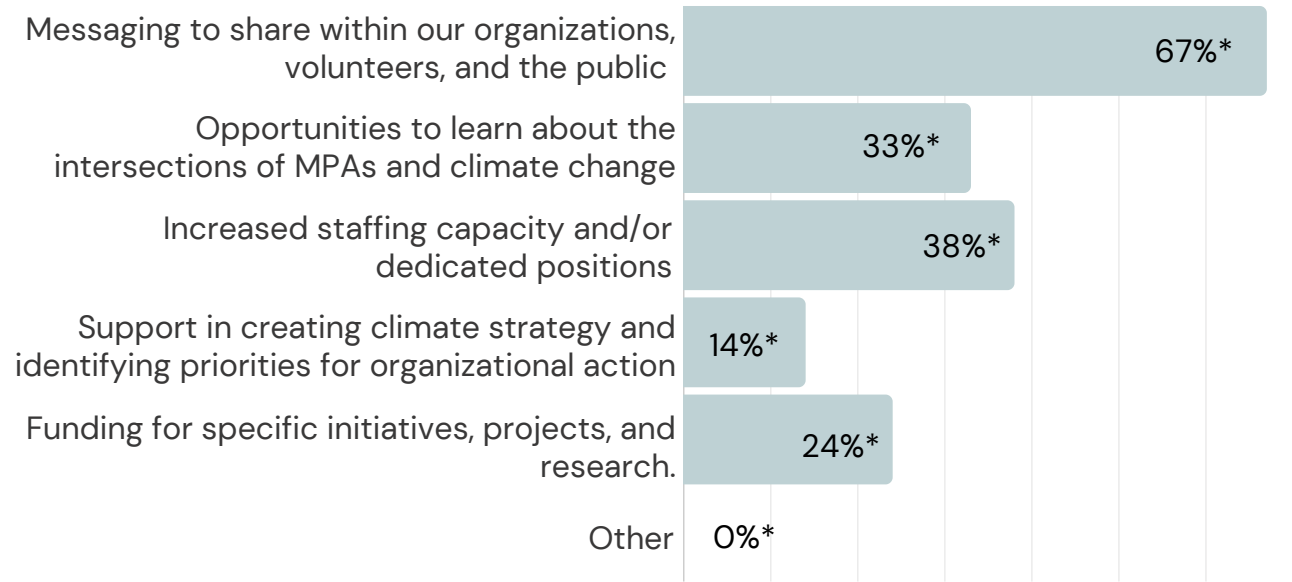 Messaging to share within our organizations,
volunteers, and the public
67%*
Opportunities to learn about the
intersections of MPAs and climate change
33%*
Increased staffing capacity and/or
dedicated positions
38%*
Support in creating climate strategy and
identifying priorities for organizational action
14%*
Funding for specific initiatives, projects, and
research.
24%*
Other
0%*